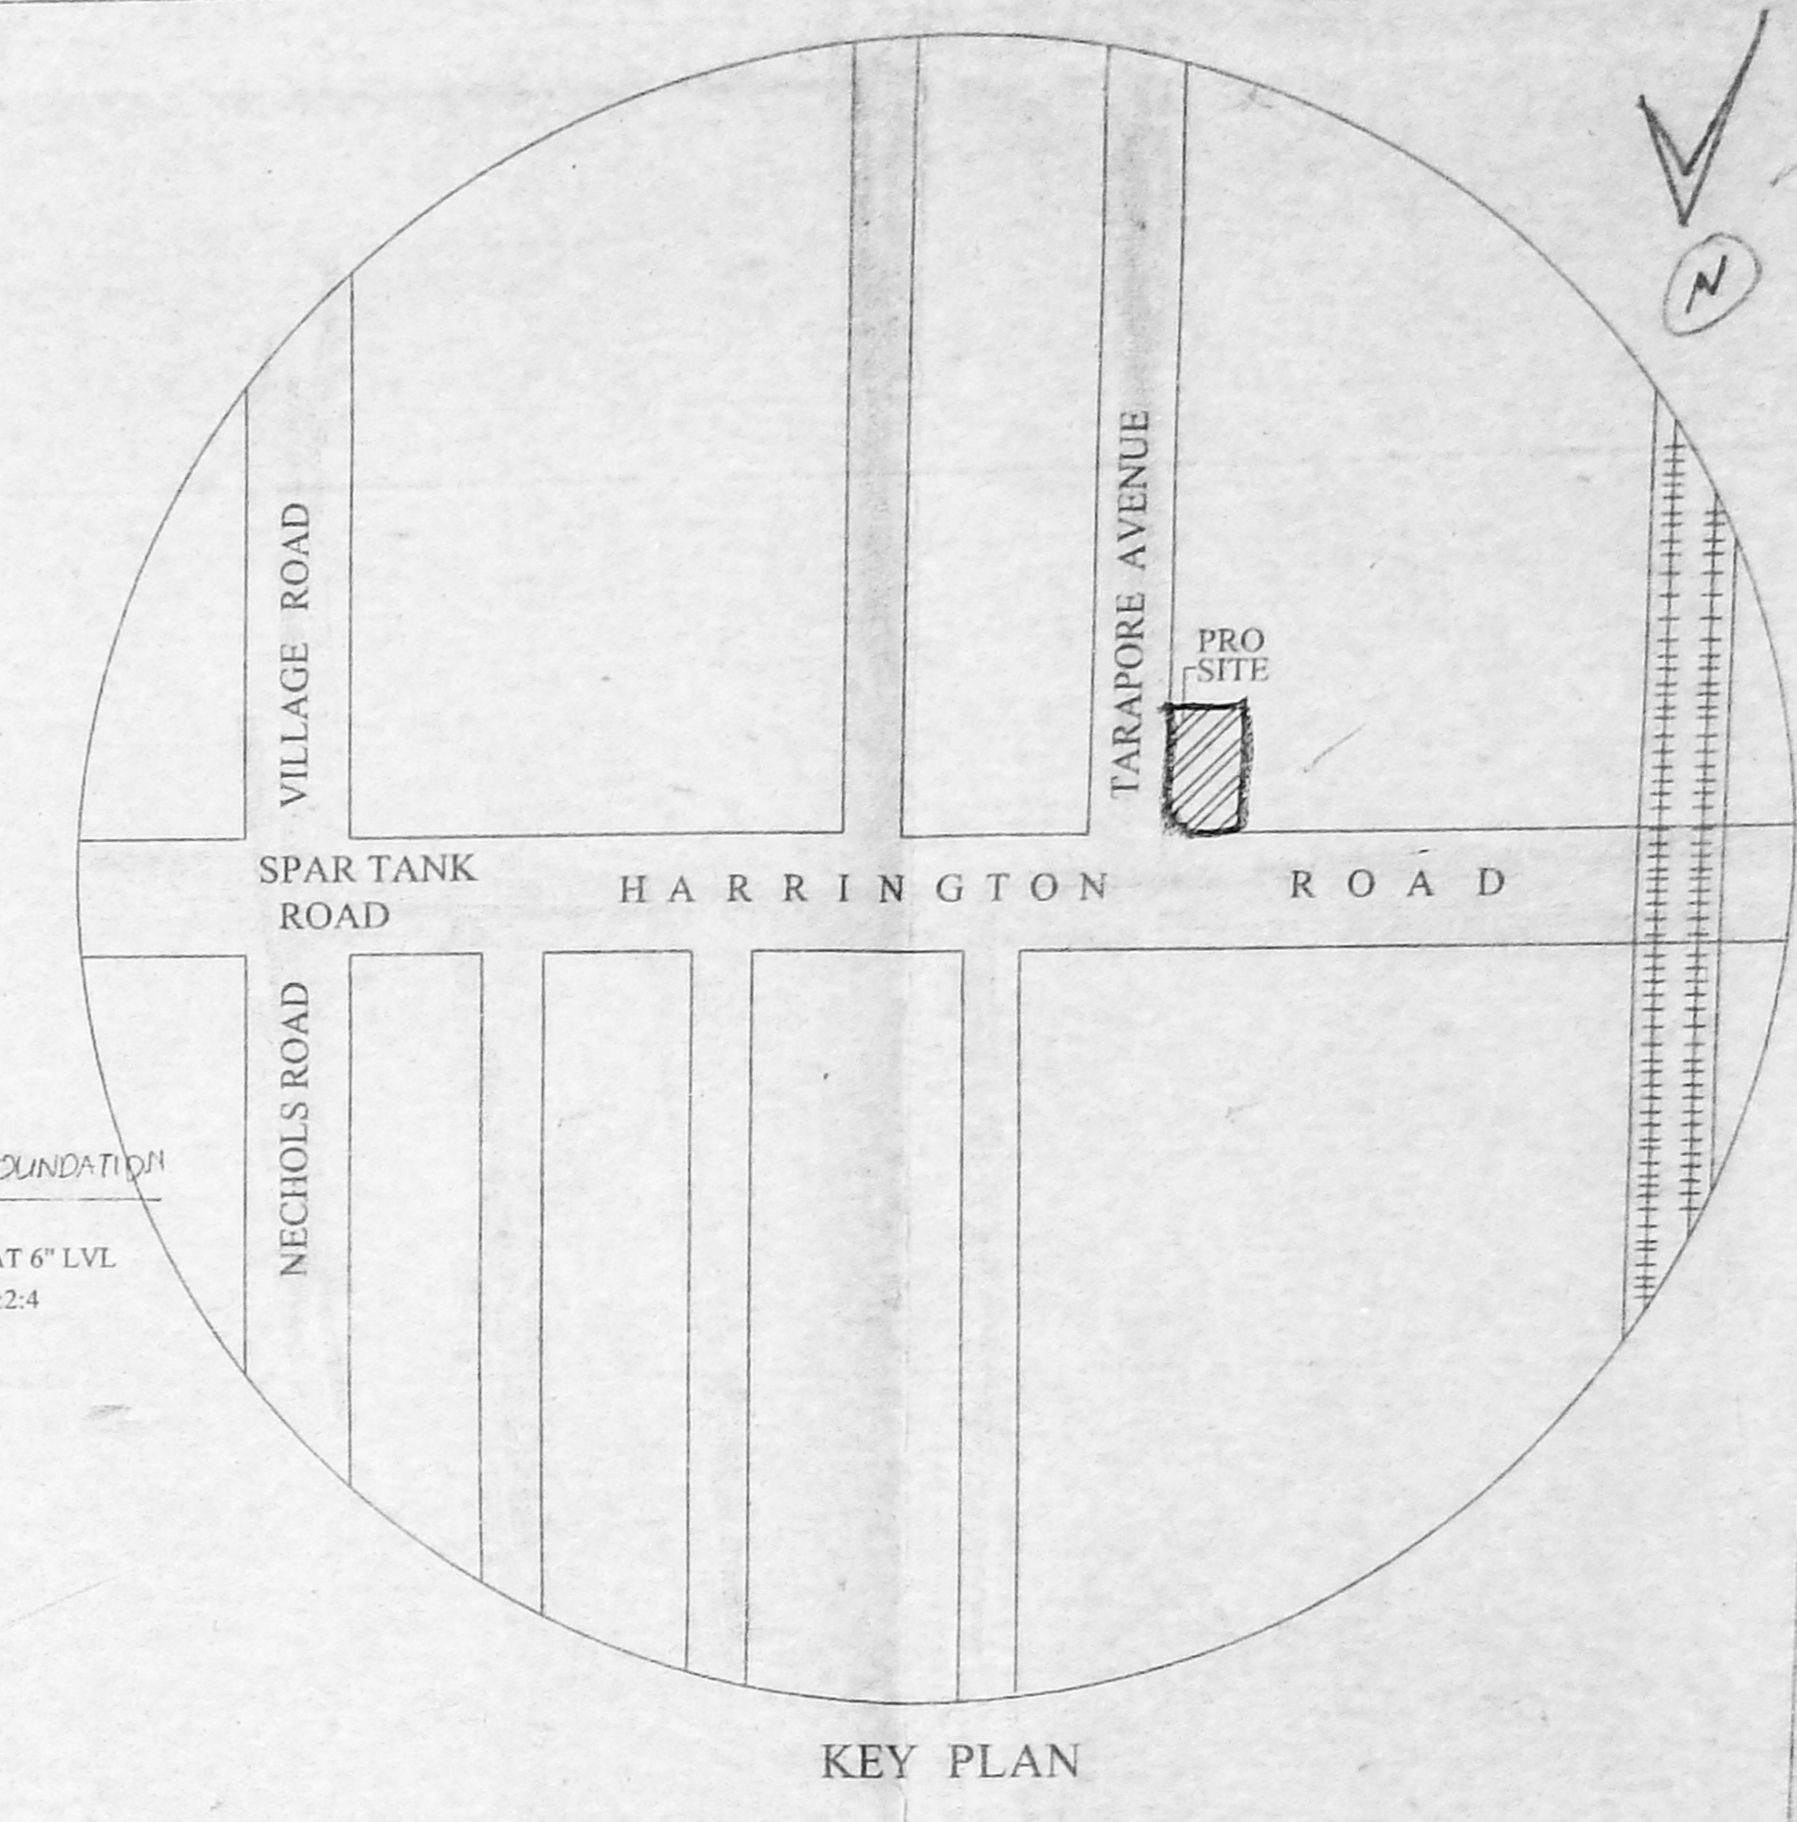 N
VILLAGE ROAD
TARAPORE AVENUE
PRO
SITE
SPAR TANK
ROAD
HARRINGTON ROAD
NECHOLS ROAD
OUNDATION
AT 6" LVL
:2:4
KEY PLAN